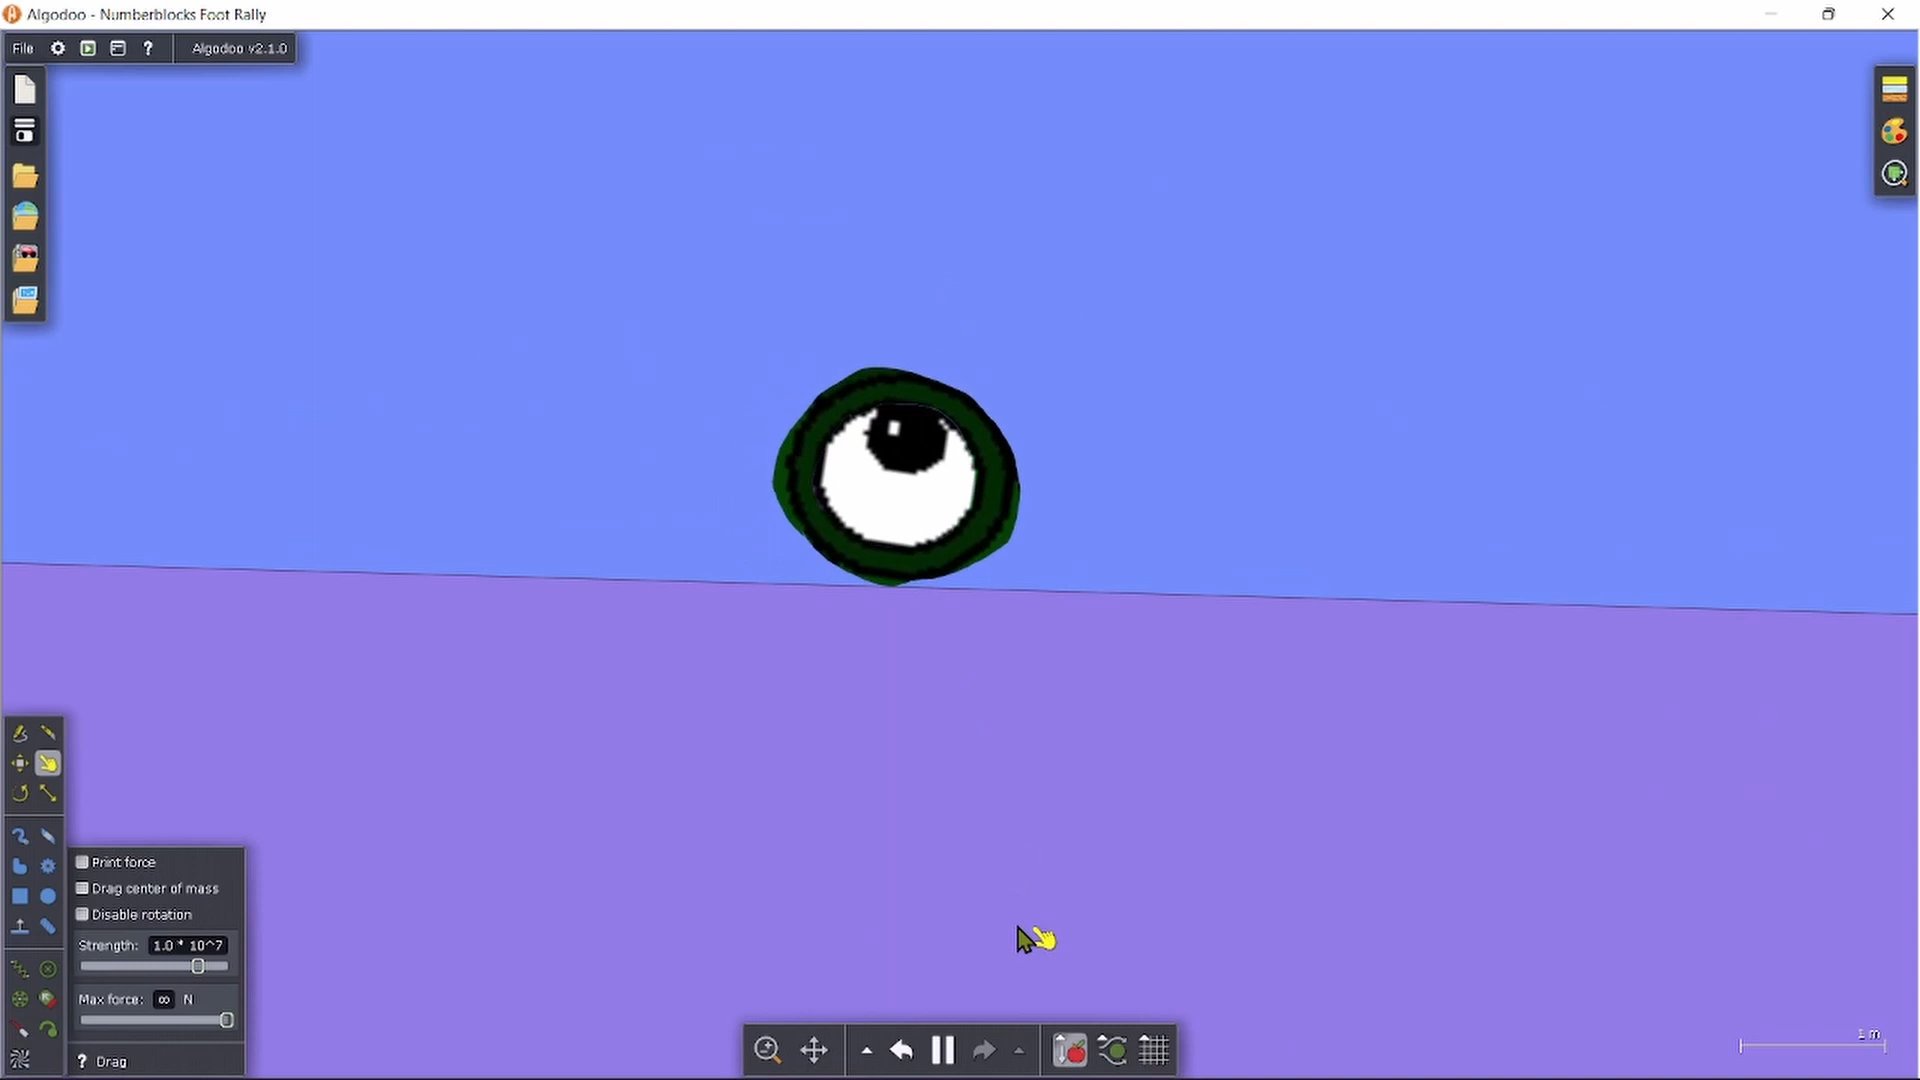 Algodoo - Numberblocks Foot Rally
File ? Algodoo v2.1.0
Print force
Drag center of mass
Disable rotation
Strength: 1.0 * 10^7
Max force: ∞ N
? Drag
1 m